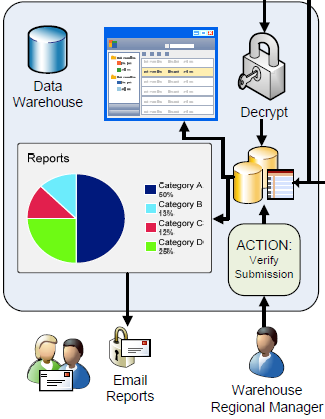 Data
Warehouse
Decrypt
Reports
Category A
50%
Category B
13%
Category C
12%
Category D
25%
ACTION:
Verify
Submission
Email
Reports
Warehouse
Regional Manager